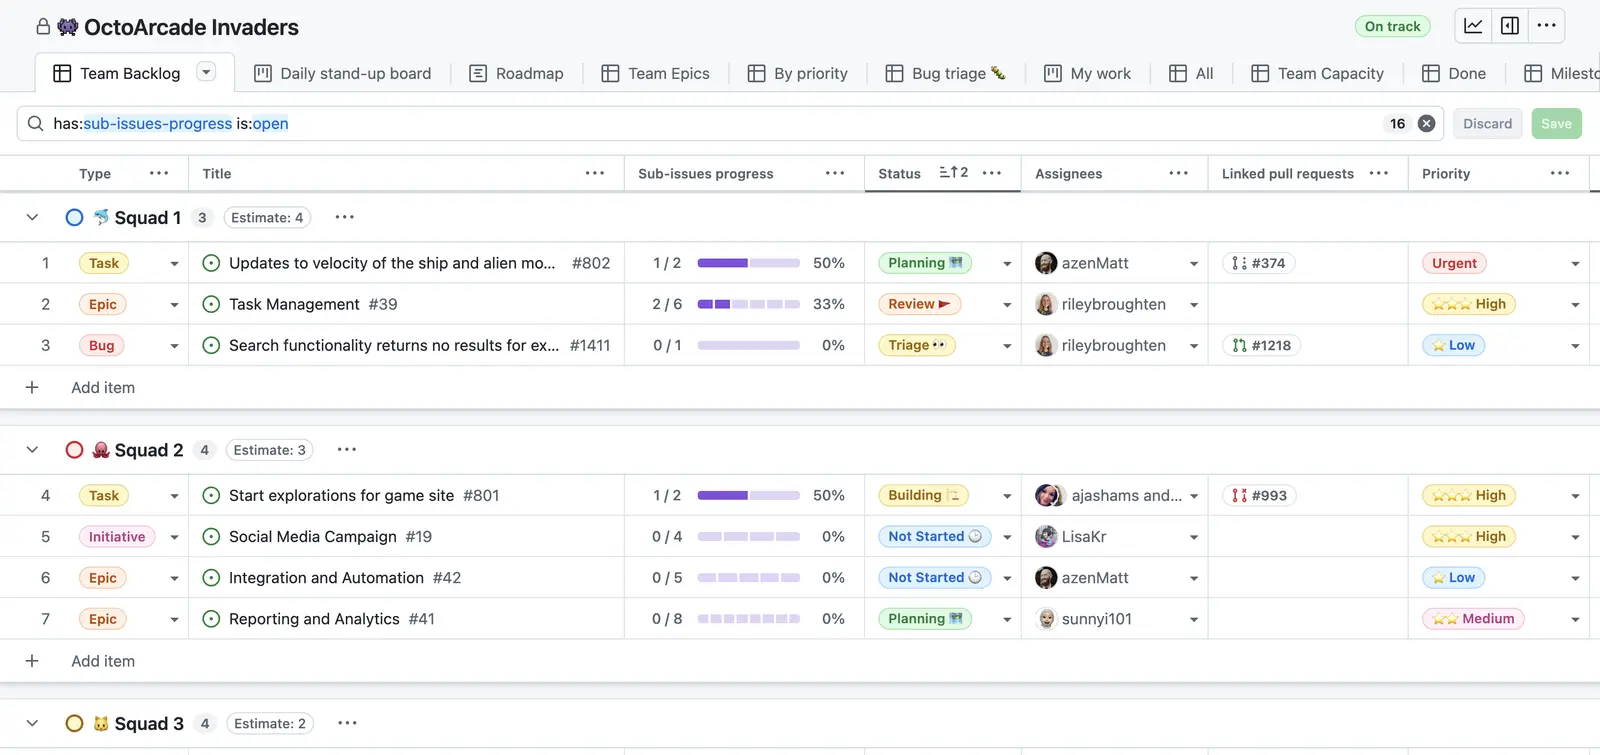 OctoArcade Invaders
On track
Team Backlog Daily stand-up board Roadmap Team Epics By priority Bug triage My work All Team Capacity Done Milesto
has:sub-issues-progress is:open 16 Discard Save
Type Title Sub-issues progress Status 2 Assignees Linked pull requests Priority
Squad 1 3 Estimate: 4
1 Task Updates to velocity of the ship and alien mo... #802 1 / 2 50% Planning azenMatt #374 Urgent
2 Epic Task Management #39 2 / 6 33% Review rileybroughten High
3 Bug Search functionality returns no results for ex... #1411 0 / 1 0% Triage rileybroughten #1218 Low
Add item
Squad 2 4 Estimate: 3
4 Task Start explorations for game site #801 1 / 2 50% Building ajashams and... #993 High
5 Initiative Social Media Campaign #19 0 / 4 0% Not Started LisaKr High
6 Epic Integration and Automation #42 0 / 5 0% Not Started azenMatt Low
7 Epic Reporting and Analytics #41 0 / 8 0% Planning sunnyi101 Medium
Add item
Squad 3 4 Estimate: 2